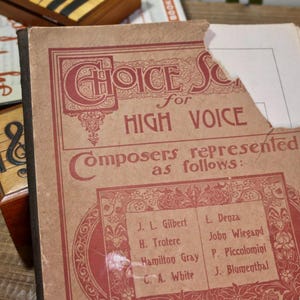 CHOICE SO
for
HIGH VOICE
Composers represented
as follows:
J. L. Gilbert
H. Trotere
Hamilton Gray
C. A. White
L. Denza
John Wiegand
P. Piccolomini
J. Blumenthal